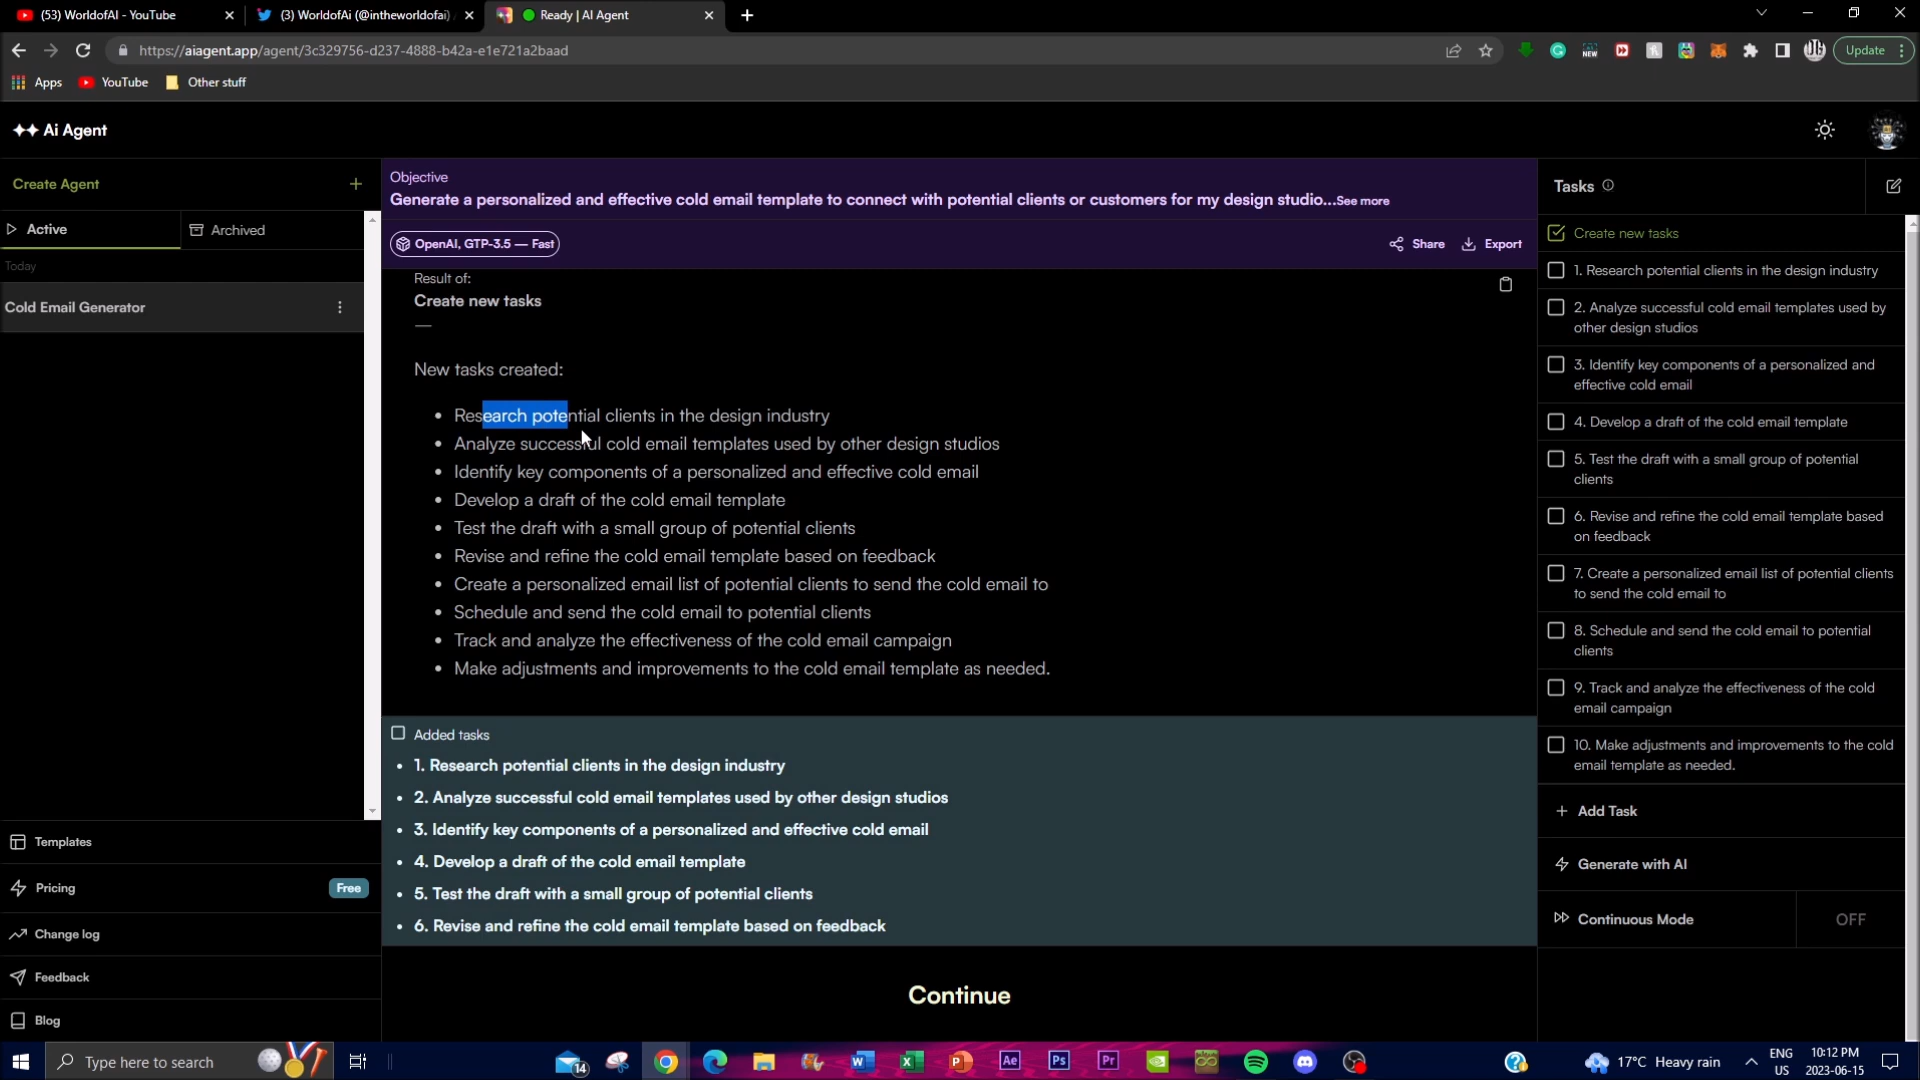 (53) WorldofAI - YouTube
(3) WorldofAi (@intheworldofai)
Ready | AI Agent
https://aiagent.app/agent/3c329756-d237-4888-b42a-e1e721a2baad
NEW
Update
Apps
YouTube
Other stuff
Ai Agent
Create Agent
Active
Archived
Today
Cold Email Generator
Templates
Pricing
Free
Change log
Feedback
Blog
Objective
Generate a personalized and effective cold email template to connect with potential clients or customers for my design studio...See more
OpenAI, GTP-3.5 — Fast
Share
Export
Result of:
Create new tasks
—
New tasks created:
• Research potential clients in the design industry
• Analyze successful cold email templates used by other design studios
• Identify key components of a personalized and effective cold email
• Develop a draft of the cold email template
• Test the draft with a small group of potential clients
• Revise and refine the cold email template based on feedback
• Create a personalized email list of potential clients to send the cold email to
• Schedule and send the cold email to potential clients
• Track and analyze the effectiveness of the cold email campaign
• Make adjustments and improvements to the cold email template as needed.
Added tasks
• 1. Research potential clients in the design industry
• 2. Analyze successful cold email templates used by other design studios
• 3. Identify key components of a personalized and effective cold email
• 4. Develop a draft of the cold email template
• 5. Test the draft with a small group of potential clients
• 6. Revise and refine the cold email template based on feedback
Continue
Tasks
Create new tasks
1. Research potential clients in the design industry
2. Analyze successful cold email templates used by
other design studios
3. Identify key components of a personalized and
effective cold email
4. Develop a draft of the cold email template
5. Test the draft with a small group of potential
clients
6. Revise and refine the cold email template based
on feedback
7. Create a personalized email list of potential clients
to send the cold email to
8. Schedule and send the cold email to potential
clients
9. Track and analyze the effectiveness of the cold
email campaign
10. Make adjustments and improvements to the cold
email template as needed.
+ Add Task
Generate with AI
Continuous Mode
OFF
Type here to search
14
Ae
Ps
Pr
17°C Heavy rain
ENG
US
10:12 PM
2023-06-15